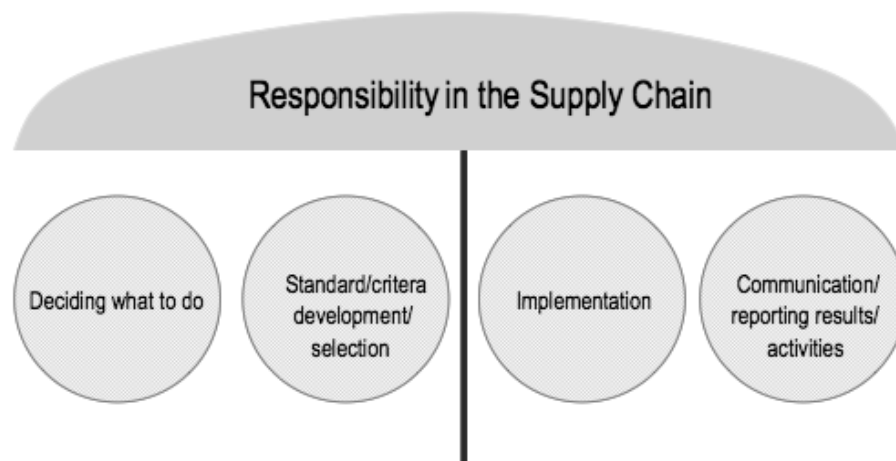 Responsibility in the Supply Chain
Deciding what to do
Standard/critera
development/
selection
Implementation
Communication/
reporting results/
activities